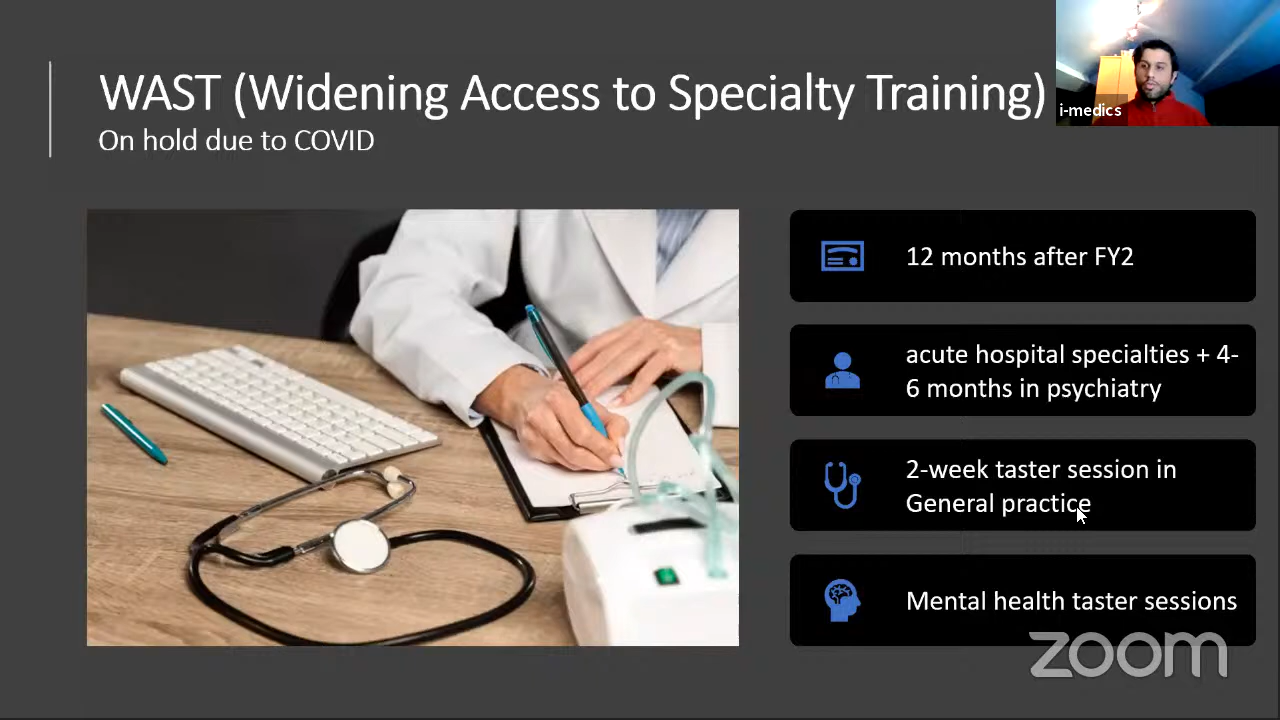 WAST (Widening Access to Specialty Training)
On hold due to COVID
i-medics
12 months after FY2
acute hospital specialties + 4-
6 months in psychiatry
2-week taster session in
General practice
Mental health taster sessions
zoom